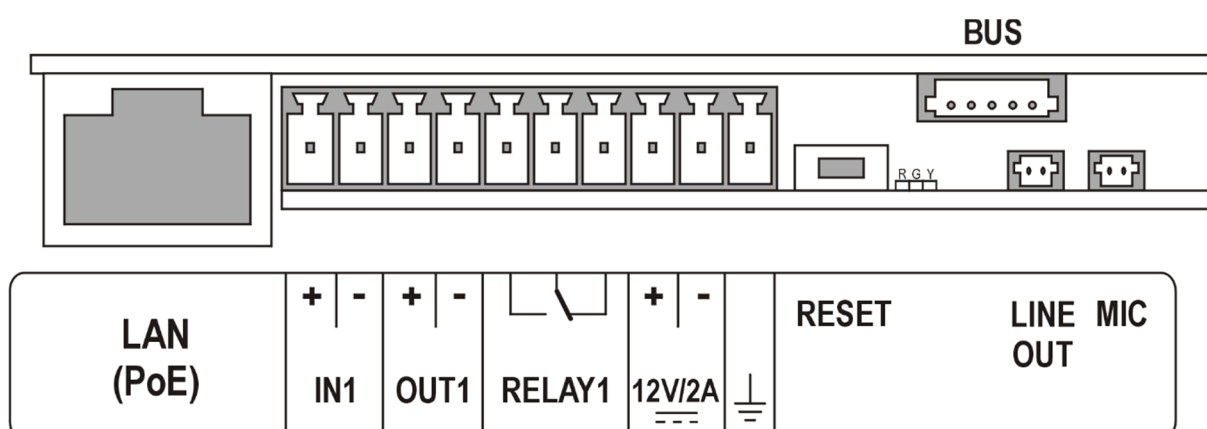 BUS
R G Y
+ - + - + -
RESET
LINE
OUT
MIC
LAN
(PoE)
IN1
OUT1
RELAY1
12V/2A